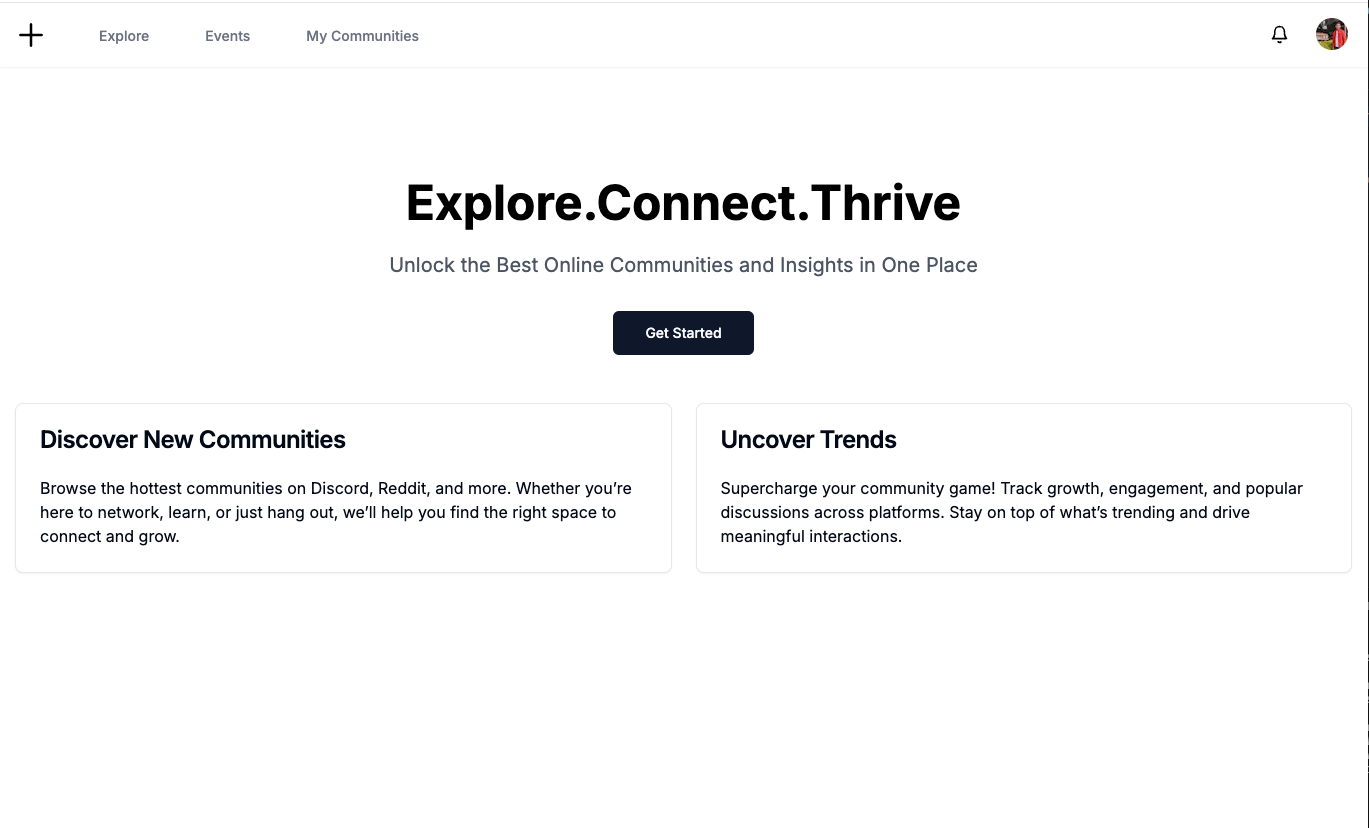 Explore
Events
My Communities
Explore.Connect.Thrive
Unlock the Best Online Communities and Insights in One Place
Get Started
Discover New Communities
Browse the hottest communities on Discord, Reddit, and more. Whether you’re
here to network, learn, or just hang out, we’ll help you find the right space to
connect and grow.
Uncover Trends
Supercharge your community game! Track growth, engagement, and popular
discussions across platforms. Stay on top of what’s trending and drive
meaningful interactions.